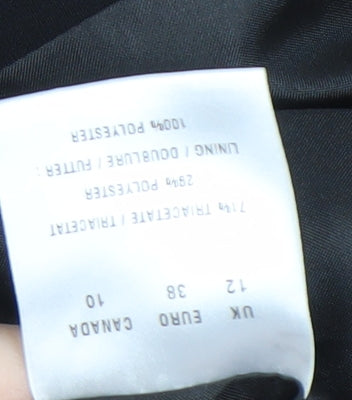 UK EURO CANADA
12 38 10
71% TRIACETATE / TRIACETAT
29% POLYESTER
LINING / DOUBLURE / FUTTER :
100% POLYESTER